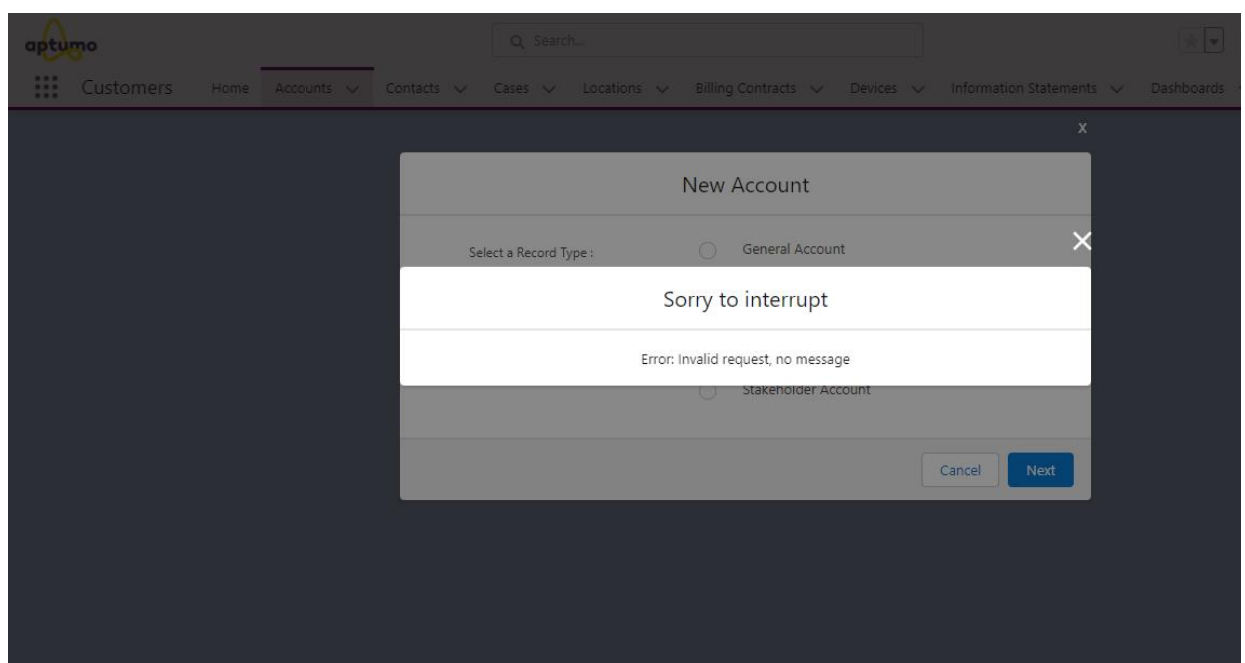 aptumo
Search...
Customers Home Accounts Contacts Cases Locations Billing Contracts Devices Information Statements Dashboards
x
New Account
Select a Record Type : General Account
Sorry to interrupt
Error: Invalid request, no message
Stakeholder Account
Cancel Next